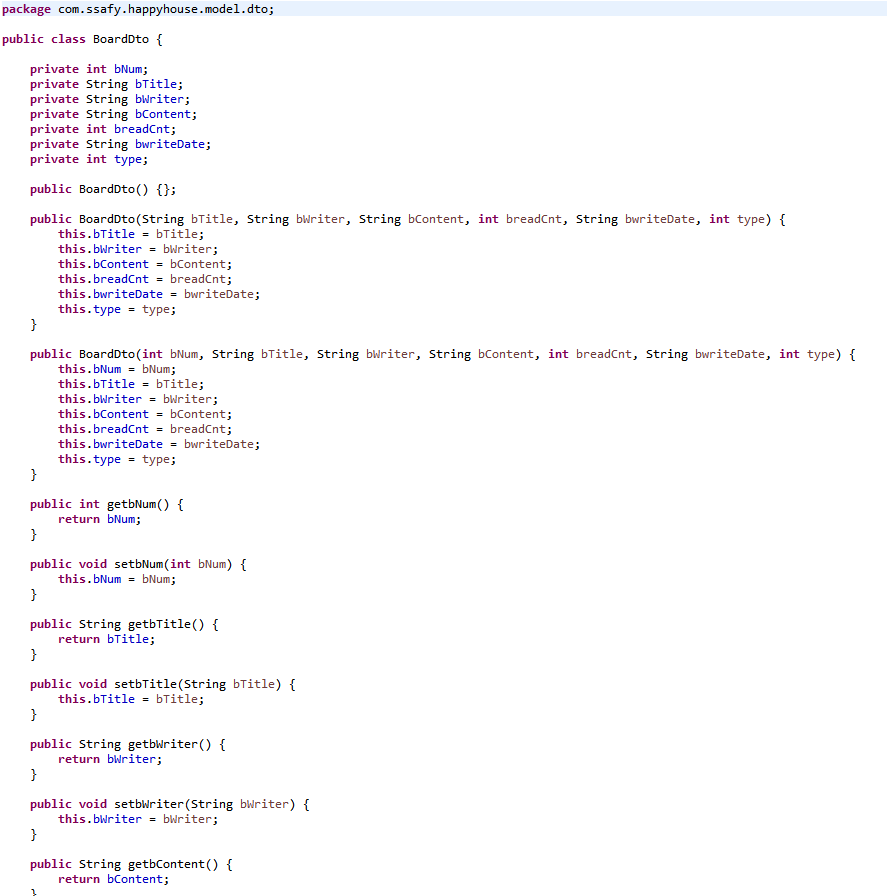 package com.ssafy.happyhouse.model.dto;
public class BoardDto {
private int bNum;
private String bTitle;
private String bWriter;
private String bContent;
private int breadCnt;
private String bwriteDate;
private int type;
public BoardDto() {};
public BoardDto(String bTitle, String bWriter, String bContent, int breadCnt, String bwriteDate, int type) {
this.bTitle = bTitle;
this.bWriter = bWriter;
this.bContent = bContent;
this.breadCnt = breadCnt;
this.bwriteDate = bwriteDate;
this.type = type;
}
public BoardDto(int bNum, String bTitle, String bWriter, String bContent, int breadCnt, String bwriteDate, int type) {
this.bNum = bNum;
this.bTitle = bTitle;
this.bWriter = bWriter;
this.bContent = bContent;
this.breadCnt = breadCnt;
this.bwriteDate = bwriteDate;
this.type = type;
}
public int getbNum() {
return bNum;
}
public void setbNum(int bNum) {
this.bNum = bNum;
}
public String getbTitle() {
return bTitle;
}
public void setbTitle(String bTitle) {
this.bTitle = bTitle;
}
public String getbWriter() {
return bWriter;
}
public void setbWriter(String bWriter) {
this.bWriter = bWriter;
}
public String getbContent() {
return bContent;
}